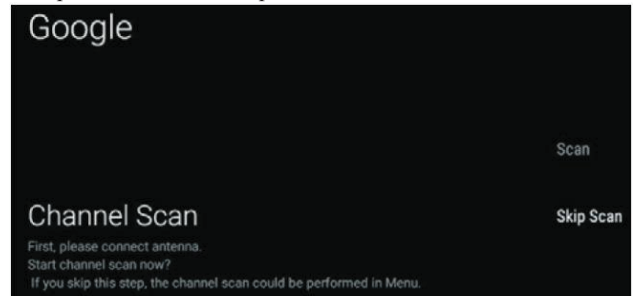 Google
Scan
Channel Scan
Skip Scan
First, please connect antenna.
Start channel scan now?
If you skip this step, the channel scan could be performed in Menu.